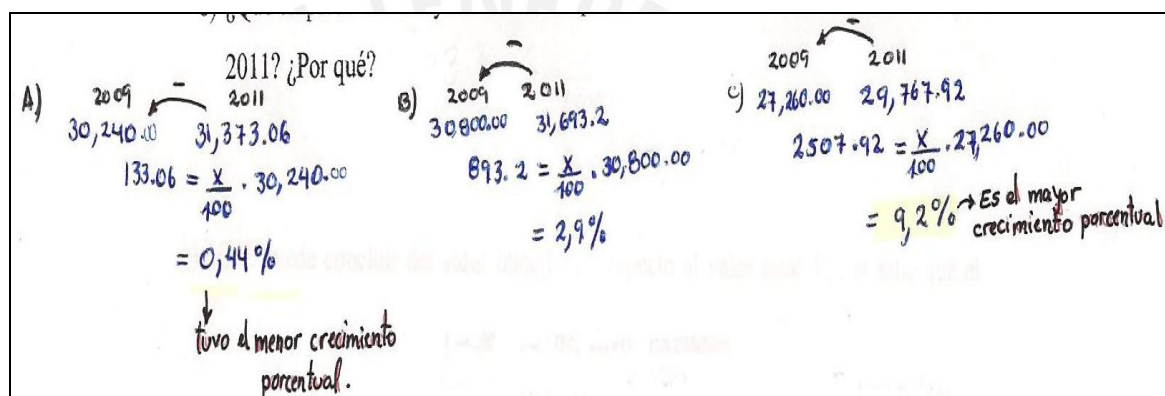 2011? ¿Por qué?
A) 2009 - 2011
30,240.00 31,373.06
133.06 = x/100 . 30,240.00
= 0,44%
tuvo el menor crecimiento
porcentual.
B) 2009 - 2011
30,800.00 31,693.2
893.2 = x/100 . 30,800.00
= 2,9%
c) 2009 - 2011
27,260.00 29,767.92
2507.92 = x/100 . 27,260.00
= 9,2% → Es el mayor
crecimiento porcentual